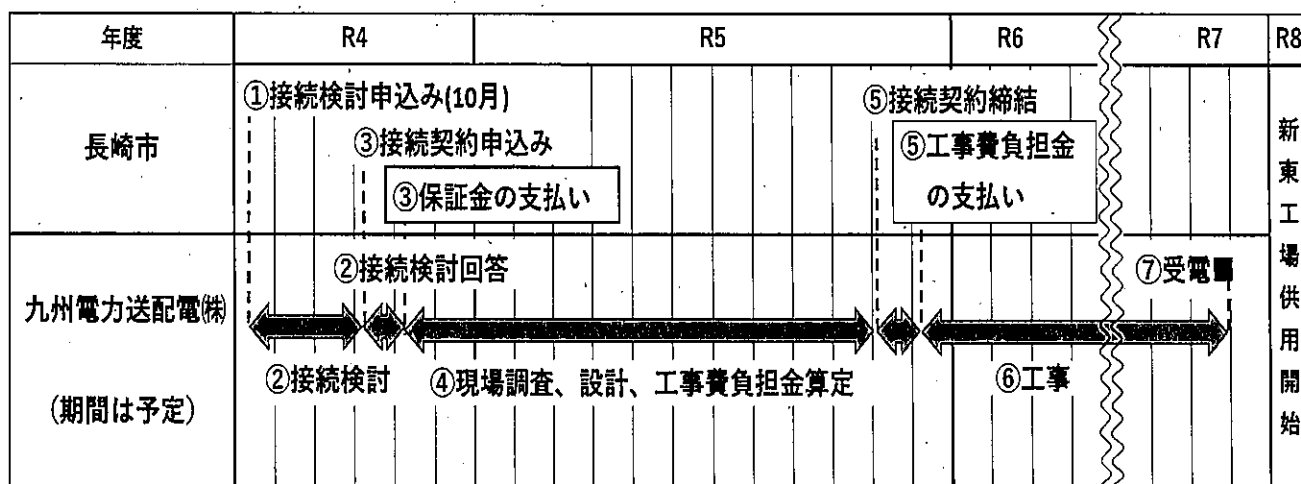 年度
R4
R5
R6
R7
R8
長崎市
①接続検討申込み(10月)
③接続契約申込み
③保証金の支払い
⑤接続契約締結
⑤工事費負担金
の支払い
九州電力送配電㈱
(期間は予定)
②接続検討回答
②接続検討
④現場調査、設計、工事費負担金算定
⑥工事
⑦受電
新東工場供用開始